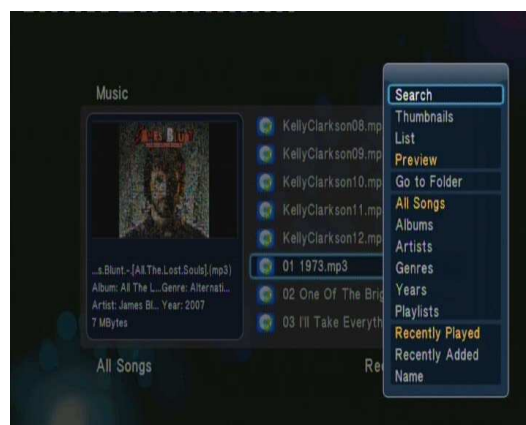 Music
KellyClarkson08.mp
KellyClarkson09.mp
KellyClarkson10.mp
KellyClarkson11.mp
KellyClarkson12.mp
01 1973.mp3
02 One Of The Brig
03 I'll Take Everyth
JAMES BLUNT
...s.Blunt.-.[All.The.Lost.Souls].(mp3)
Album: All The L...Genre: Alternati...
Artist: James Bl... Year: 2007
7 MBytes
All Songs
Re
Search
Thumbnails
List
Preview
Go to Folder
All Songs
Albums
Artists
Genres
Years
Playlists
Recently Played
Recently Added
Name